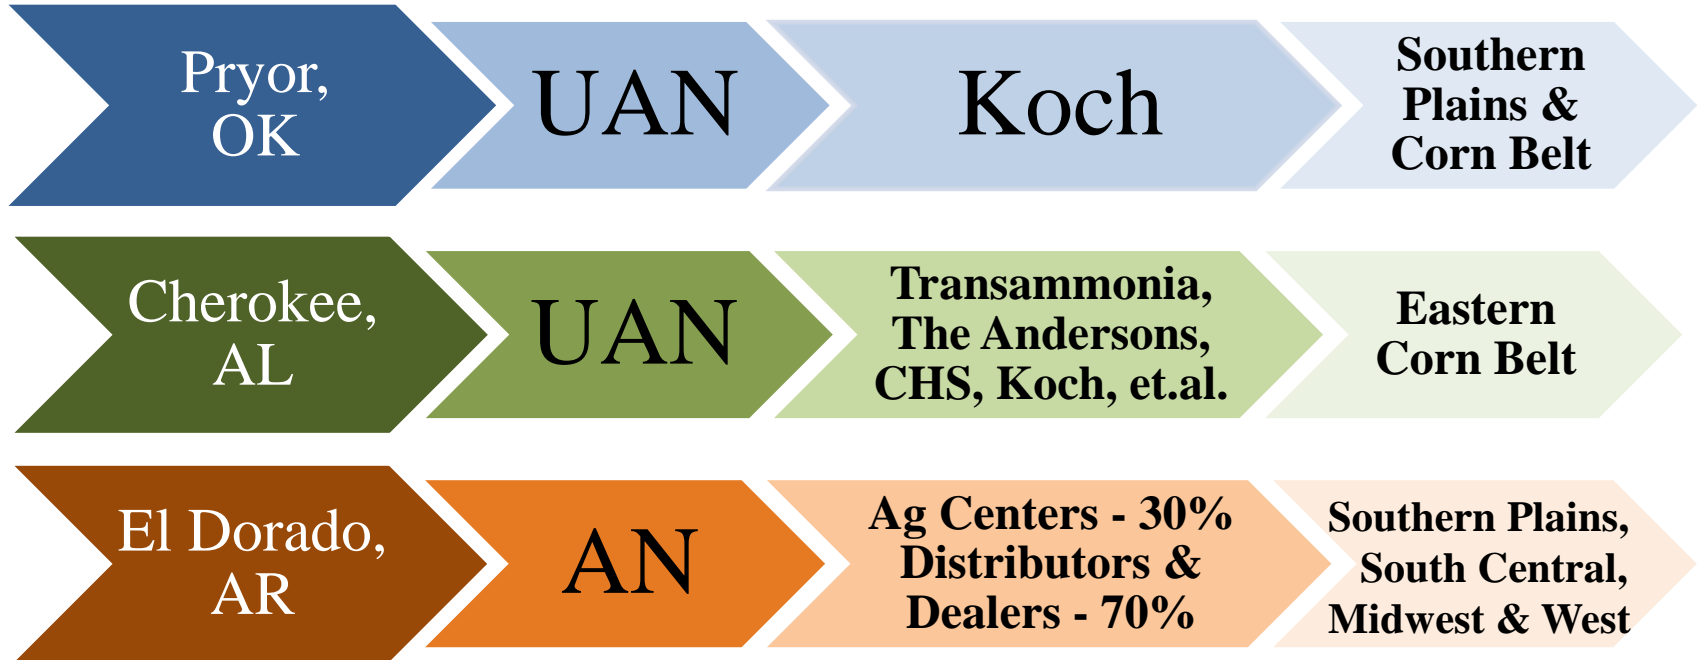 Pryor,
OK
UAN
Koch
Southern
Plains &
Corn Belt
Cherokee,
AL
UAN
Transammonia,
The Andersons,
CHS, Koch, et.al.
Eastern
Corn Belt
El Dorado,
AR
AN
Ag Centers - 30%
Distributors &
Dealers - 70%
Southern Plains,
South Central,
Midwest & West